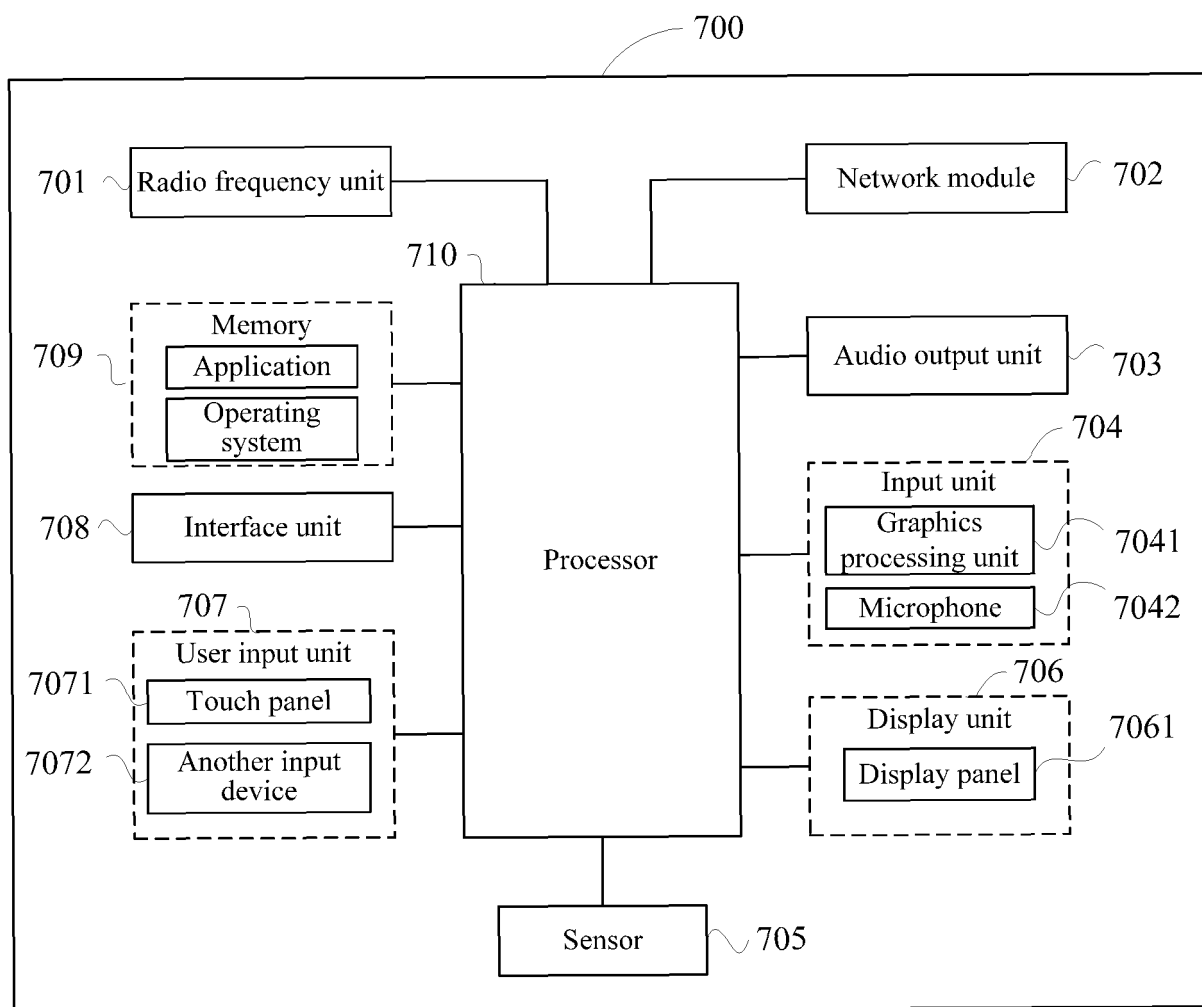 700
701
Radio frequency unit
Network module
702
710
709
Memory
Application
Operating
system
Audio output unit
703
704
Input unit
Graphics
processing unit
7041
Microphone
7042
708
Interface unit
Processor
707
User input unit
7071
Touch panel
7072
Another input
device
706
Display unit
7061
Display panel
Sensor
705